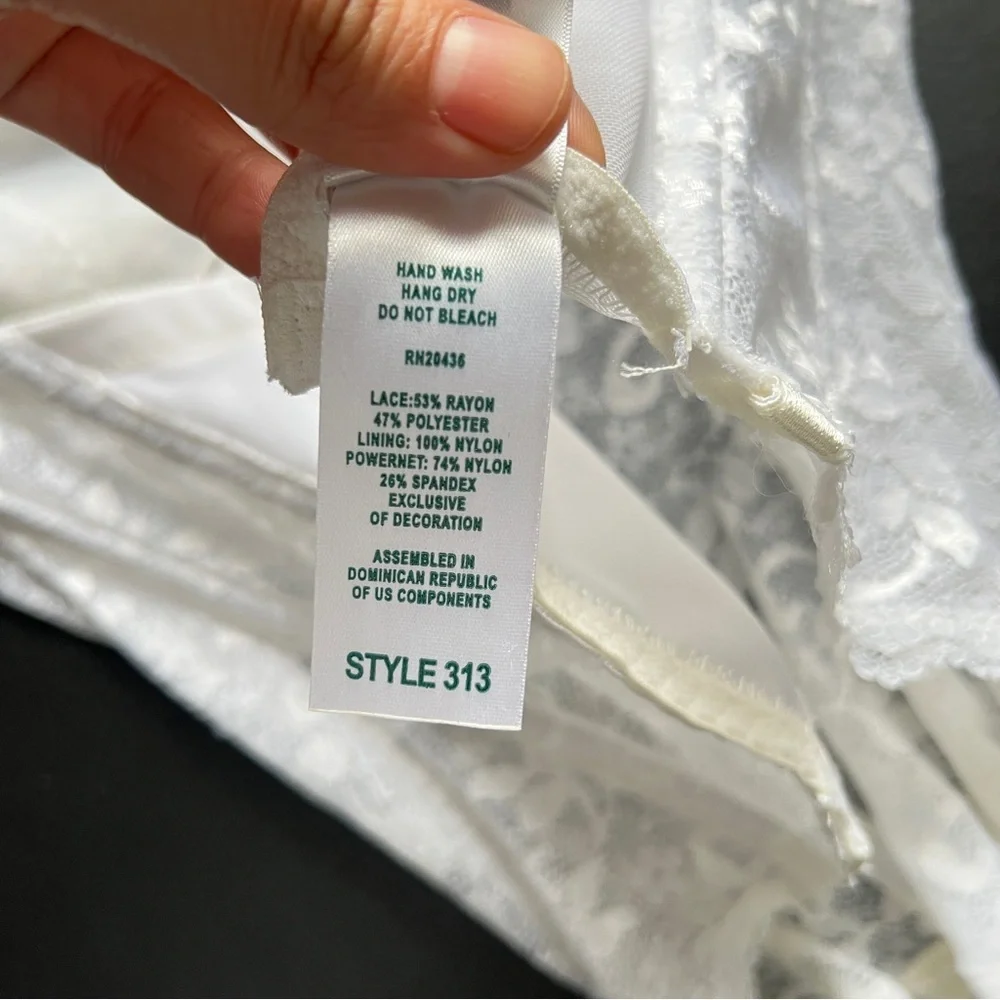 HAND WASH
HANG DRY
DO NOT BLEACH
RN20436
LACE:53% RAYON
47% POLYESTER
LINING: 100% NYLON
POWERNET: 74% NYLON
26% SPANDEX
EXCLUSIVE
OF DECORATION
ASSEMBLED IN
DOMINICAN REPUBLIC
OF US COMPONENTS
STYLE 313